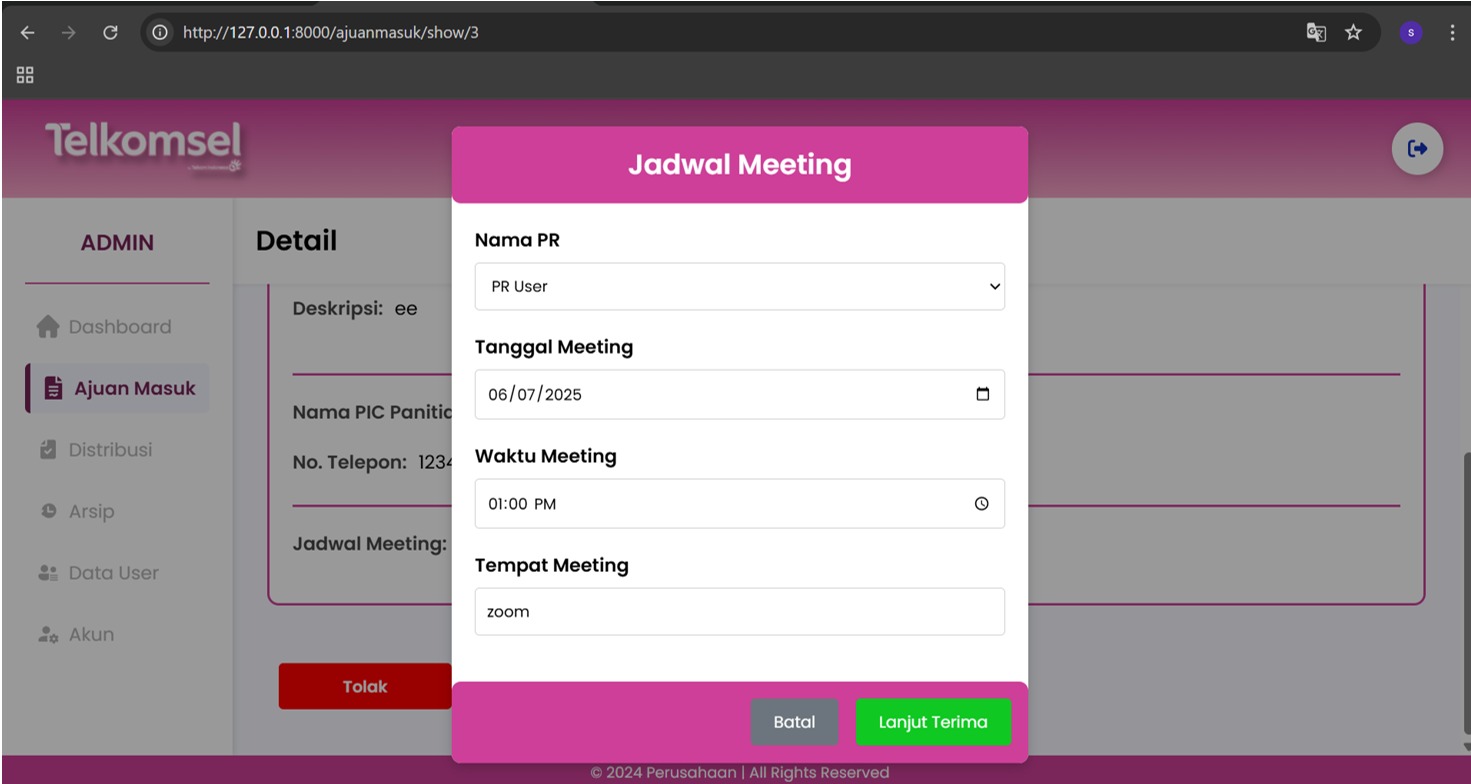 http://127.0.0.1:8000/ajuanmasuk/show/3
S
Telkomsel
Jadwal Meeting
ADMIN
Detail
Nama PR
PR User
Deskripsi: ee
Dashboard
Tanggal Meeting
Ajuan Masuk
06/07/2025
Nama PIC Panitia
Distribusi
Waktu Meeting
No. Telepon: 1234
01:00 PM
Arsip
Jadwal Meeting:
Tempat Meeting
Data User
zoom
Akun
Tolak
Batal
Lanjut Terima
© 2024 Perusahaan | All Rights Reserved